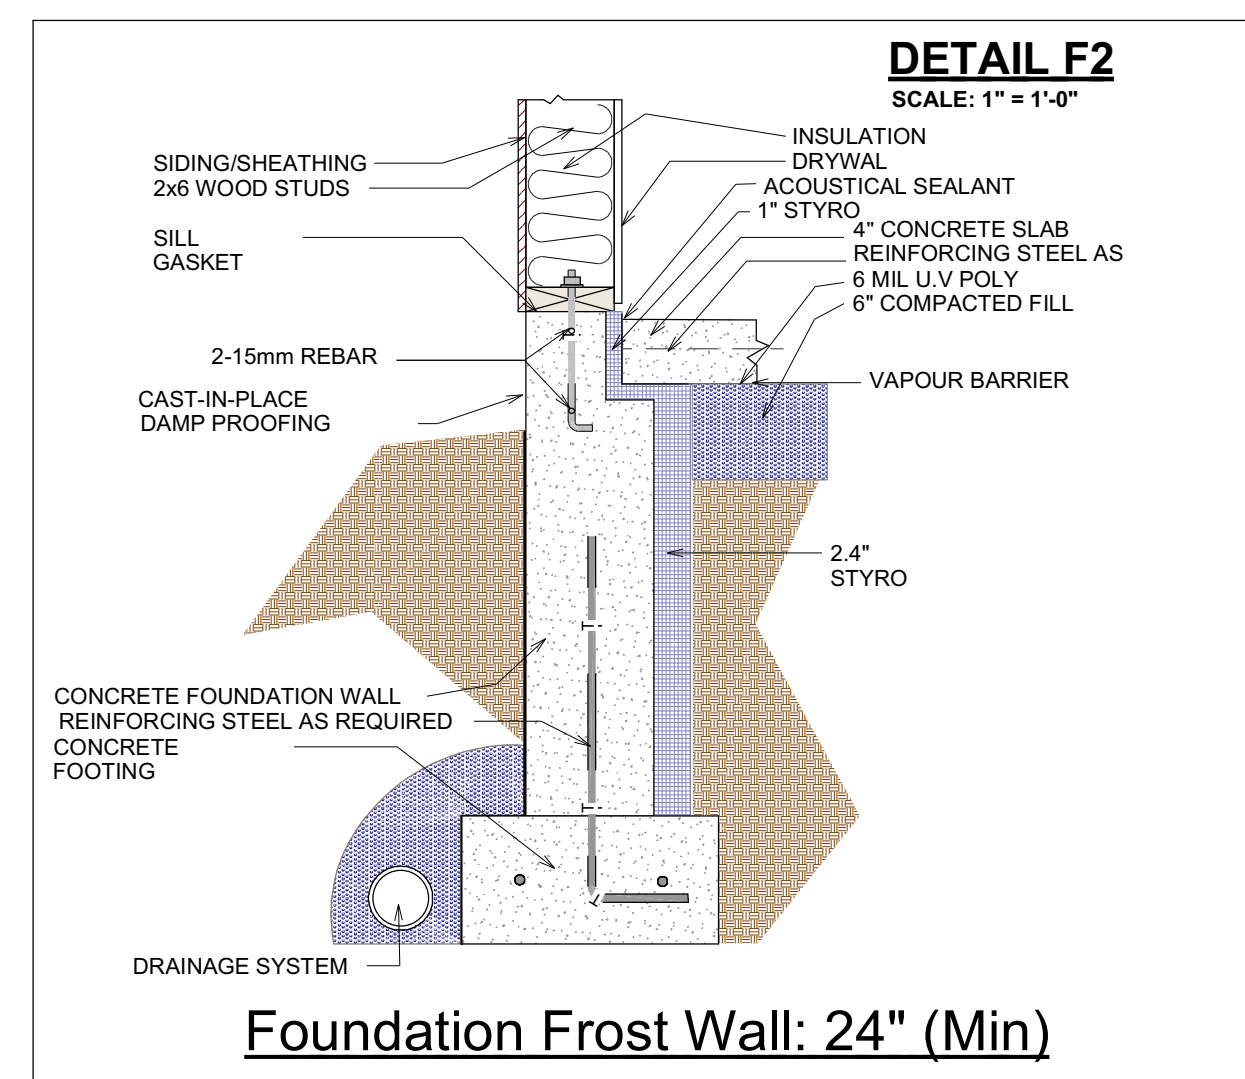 DETAIL F2
SCALE: 1" = 1'-0"
INSULATION
DRYWAL
SIDING/SHEATHING
2x6 WOOD STUDS
ACOUSTICAL SEALANT
1" STYRO
4" CONCRETE SLAB
SILL
GASKET
REINFORCING STEEL AS
6 MIL U.V POLY
6" COMPACTED FILL
2-15mm REBAR
VAPOUR BARRIER
CAST-IN-PLACE
DAMP PROOFING
2.4"
STYRO
CONCRETE FOUNDATION WALL
REINFORCING STEEL AS REQUIRED
CONCRETE
FOOTING
DRAINAGE SYSTEM
Foundation Frost Wall: 24" (Min)